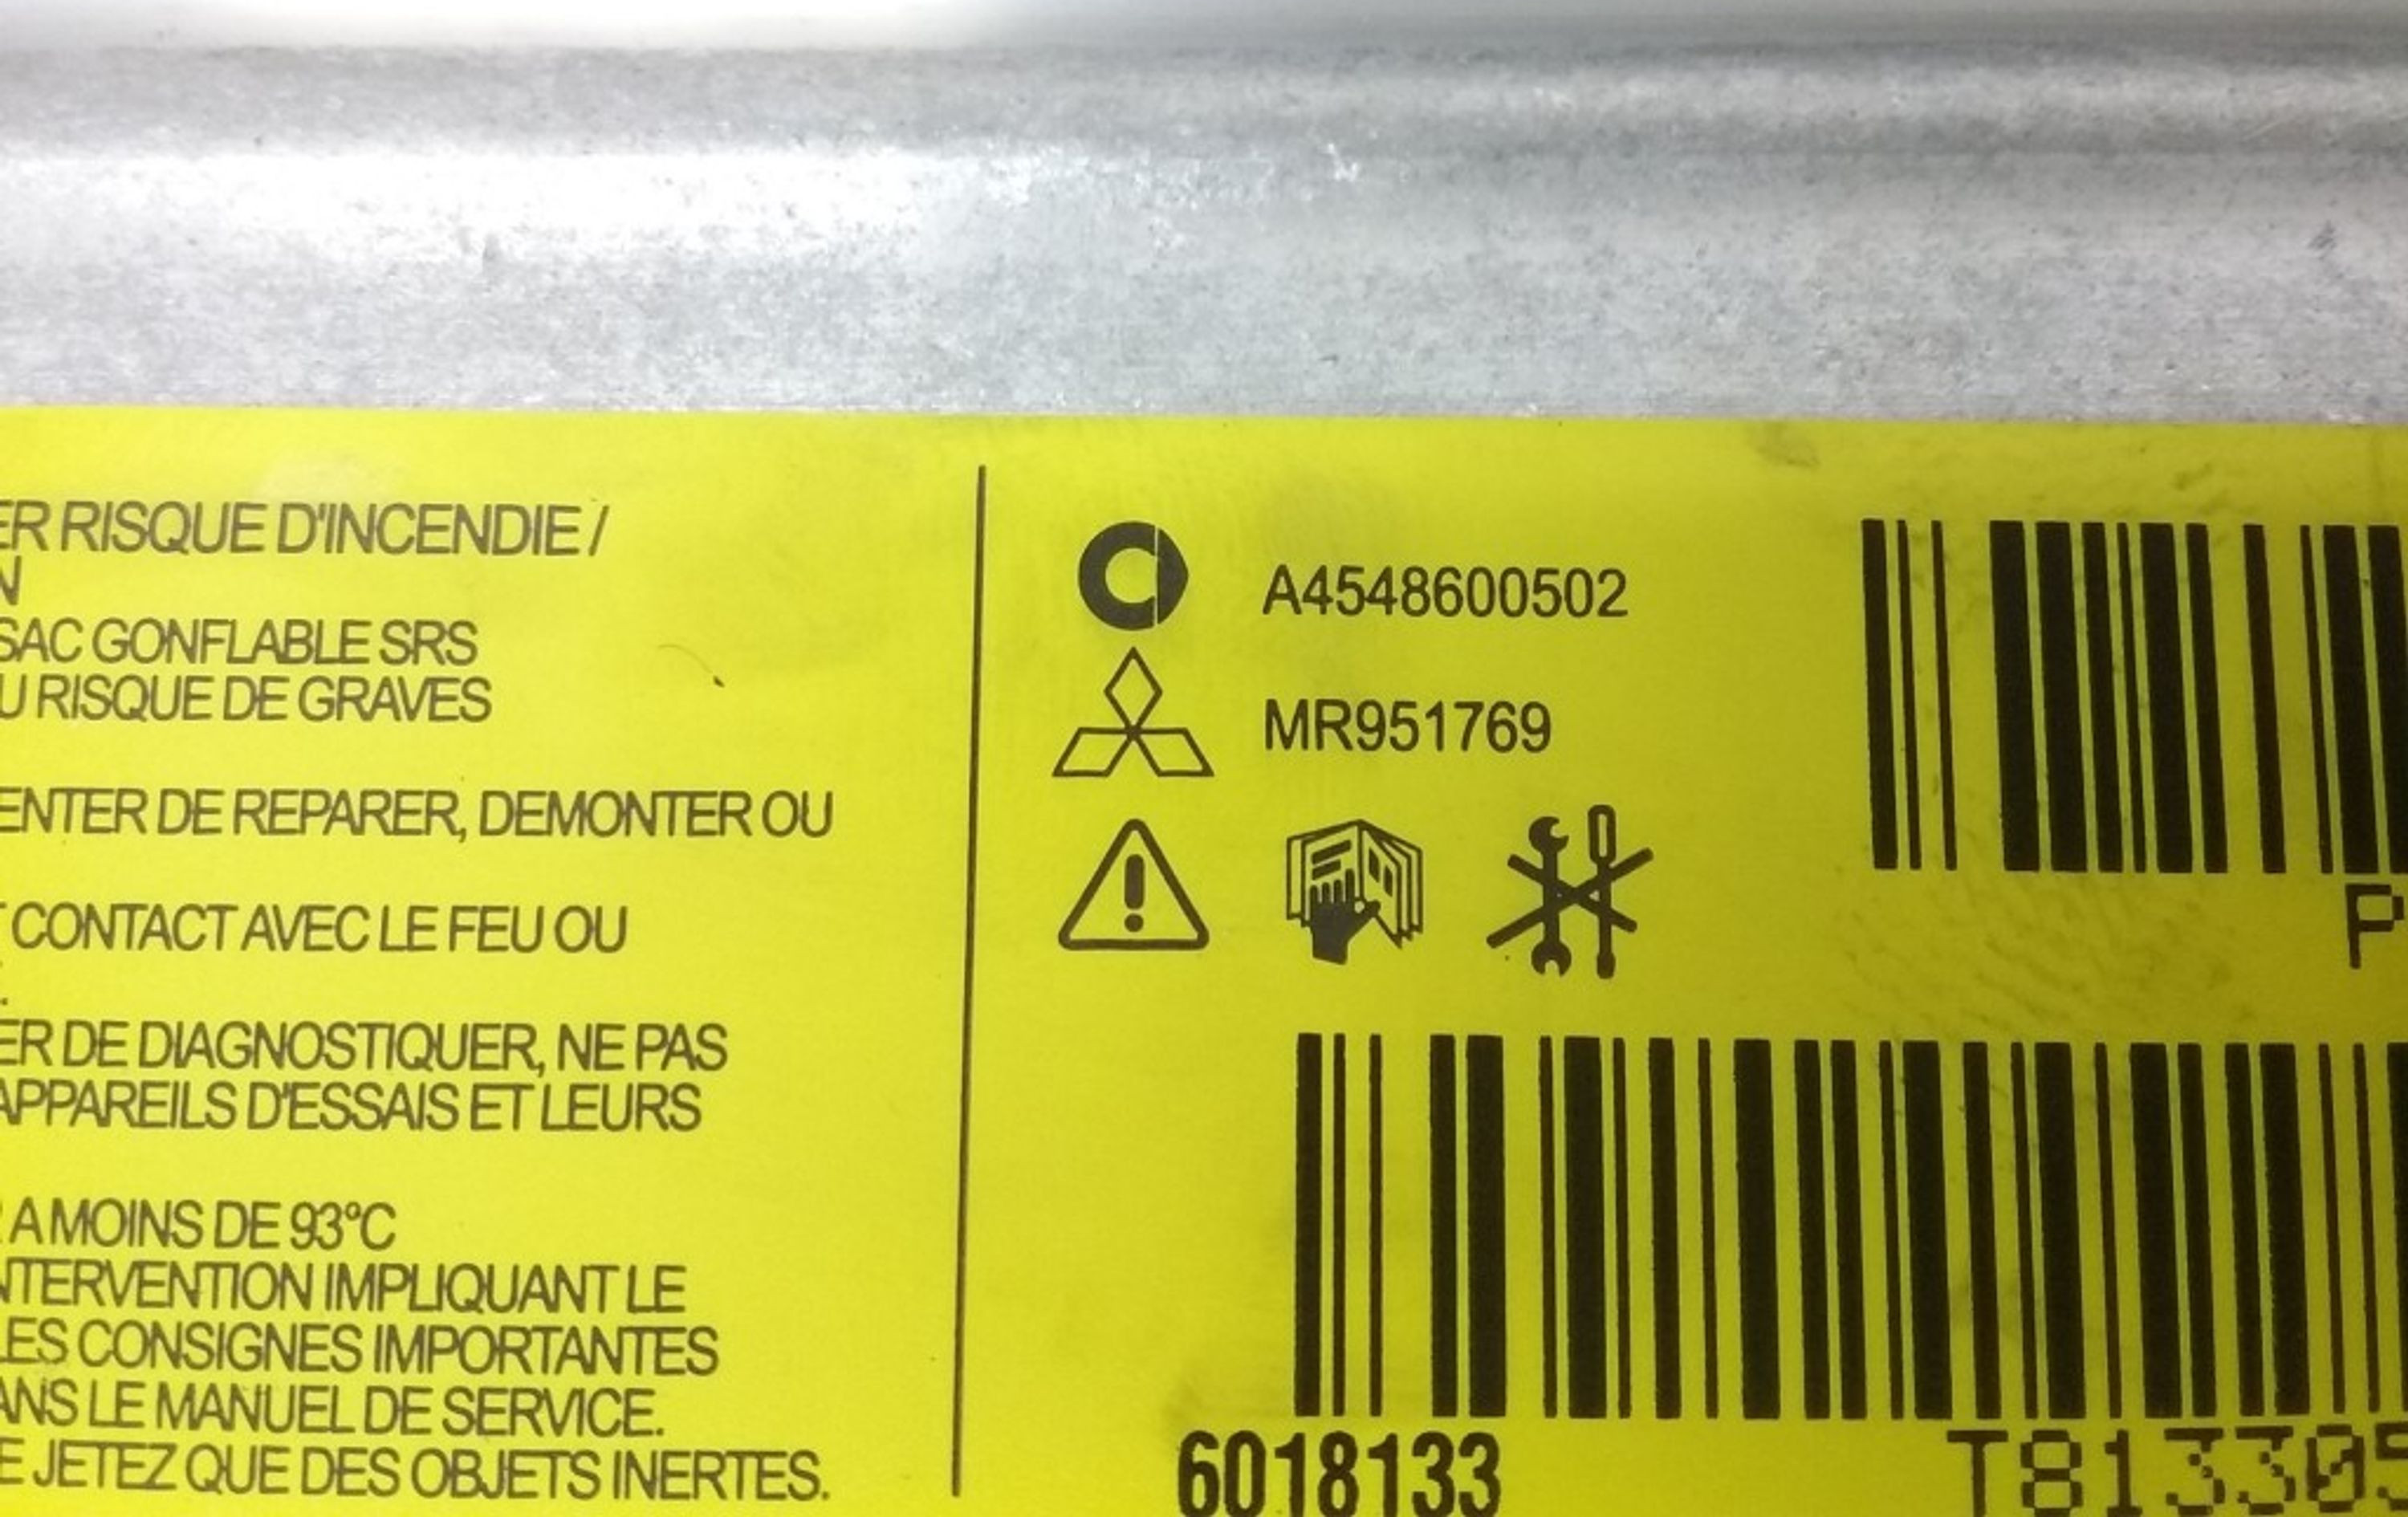 ER RISQUE D'INCENDIE /
N
SAC GONFLABLE SRS
U RISQUE DE GRAVES
ENTER DE REPARER, DEMONTER OU
CONTACT AVEC LE FEU OU
ER DE DIAGNOSTIQUER, NE PAS
APPAREILS D'ESSAIS ET LEURS
A MOINS DE 93°C
NTERVENTION IMPLIQUANT LE
LES CONSIGNES IMPORTANTES
ANS LE MANUEL DE SERVICE.
E JETEZ QUE DES OBJETS INERTES.
A4548600502
MR951769
P
6018133
T813305